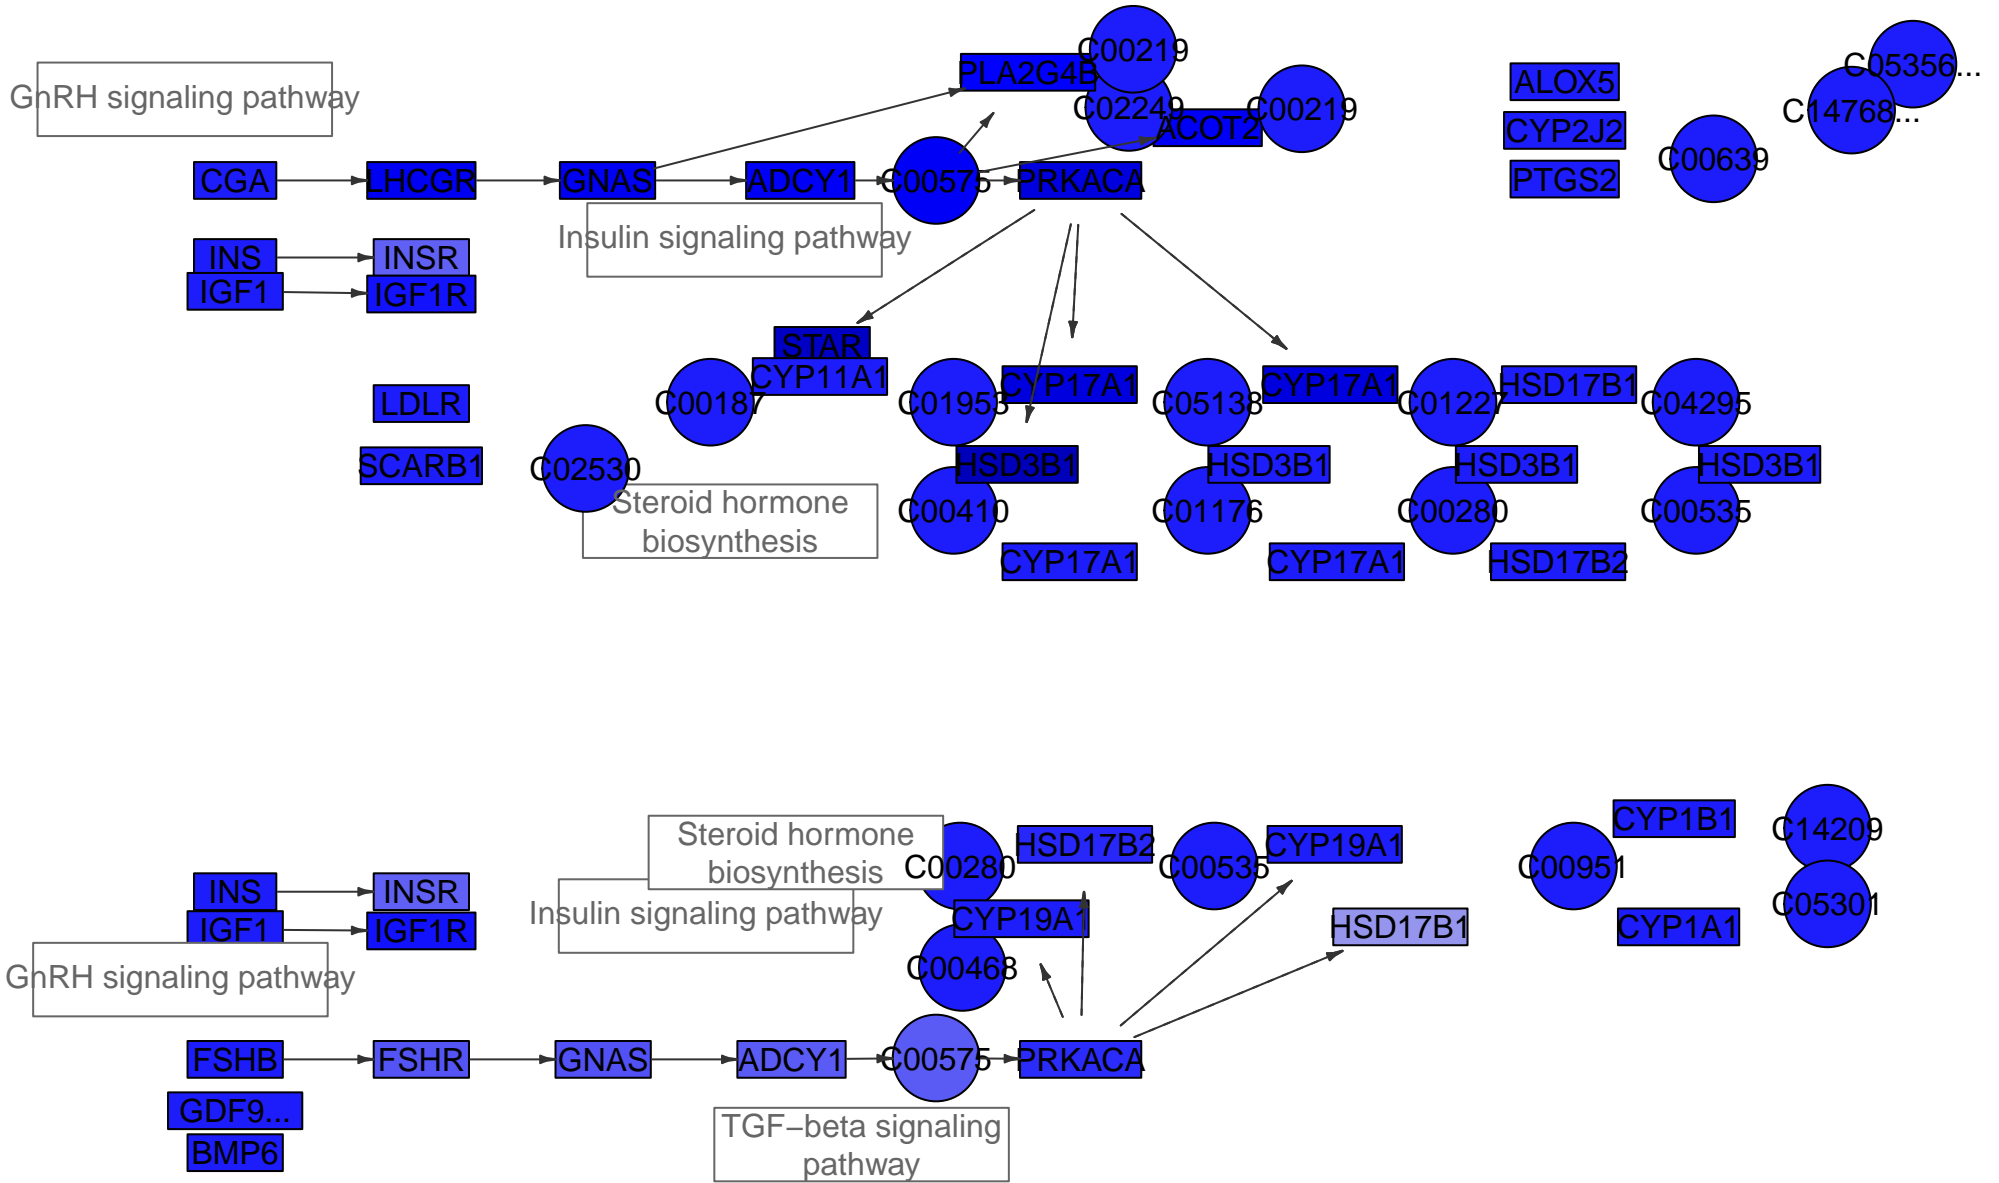 C00219
C05356...
PLA2G4B
ALOX5
GnRH signaling pathway
C02249
C00219
C14768...
ACOT2
CYP2J2
C00639
CGA
LHCGR
GNAS
ADCY1
C00575
PRKACA
PTGS2
Insulin signaling pathway
INS
INSR
IGF1
IGF1R
STAR
CYP11A1
CYP17A1
CYP17A1
HSD17B1
LDLR
C00187
C01953
C05138
C01227
C04295
SCARB1
C02530
HSD3B1
HSD3B1
HSD3B1
HSD3B1
Steroid hormone
biosynthesis
C00410
C01176
C00280
C00535
CYP17A1
CYP17A1
HSD17B2
CYP1B1
C14209
Steroid hormone
biosynthesis
HSD17B2
CYP19A1
C00280
C00535
C00951
INS
INSR
C05301
Insulin signaling pathway
CYP19A1
HSD17B1
CYP1A1
IGF1
IGF1R
GnRH signaling pathway
C00468
FSHB
FSHR
GNAS
ADCY1
C00575
PRKACA
GDF9...
TGF−beta signaling
pathway
BMP6